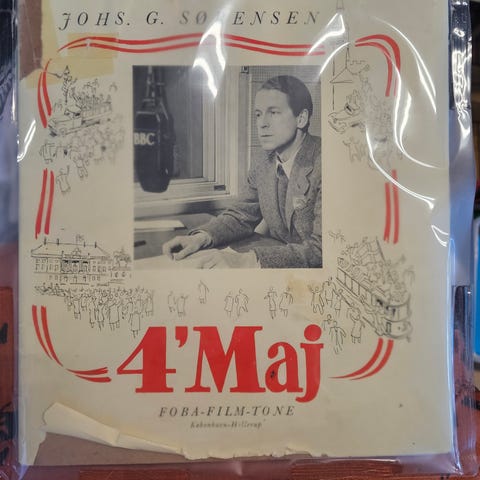 JOHS. G. SØRENSEN
BBC
4'Maj
FOBA-FILM-TONE
København-Hellerup